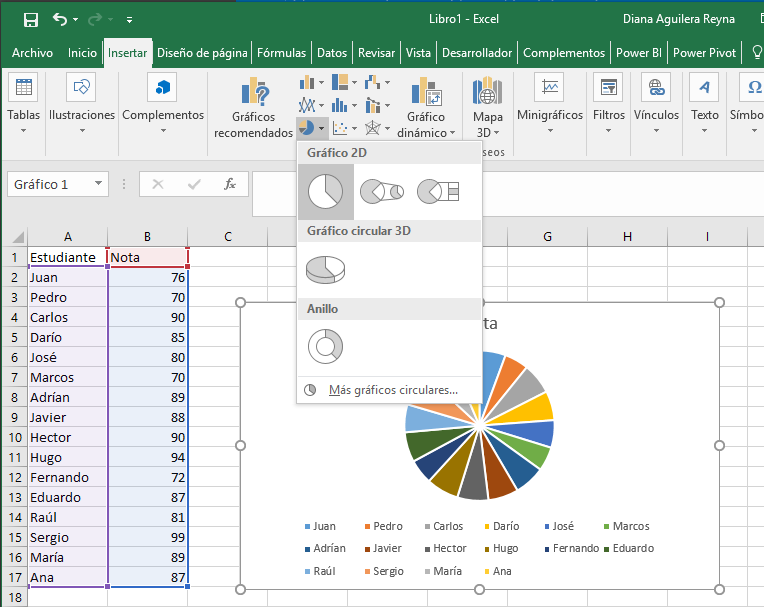 Libro1 - Excel Diana Aguilera Reyna
Archivo Inicio Insertar Diseño de página Fórmulas Datos Revisar Vista Desarrollador Complementos Power BI Power Pivot
Tablas Ilustraciones Complementos Gráficos recomendados Gráfico dinámico Mapa 3D Minigráficos Filtros Vínculos Texto
Gráfico 2D
Gráfico 1 fx
Gráfico circular 3D
A B C G H I
1 Estudiante Nota
2 Juan 76
3 Pedro 70
4 Carlos 90
5 Darío 85
6 José 80
7 Marcos 70
8 Adrián 89
9 Javier 88
10 Hector 90
11 Hugo 94
12 Fernando 72
13 Eduardo 87
14 Raúl 81
15 Sergio 99
16 María 89
17 Ana 87
18
Anillo
Más gráficos circulares...
Juan Pedro Carlos Darío José Marcos
Adrián Javier Hector Hugo Fernando Eduardo
Raúl Sergio María Ana